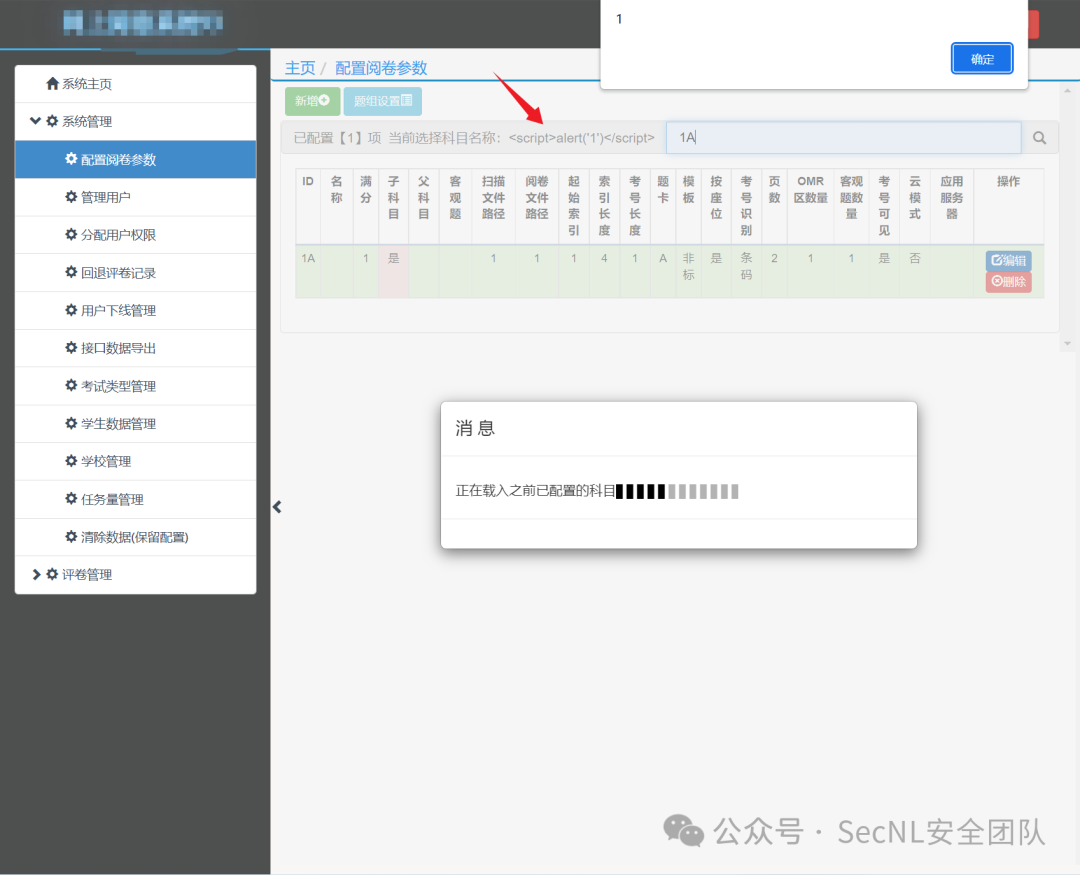 1
确定
系统主页
系统管理
配置阅卷参数
管理用户
分配用户权限
回退评卷记录
用户下线管理
接口数据导出
考试类型管理
学生数据管理
学校管理
任务量管理
清除数据(保留配置)
评卷管理
主页 / 配置阅卷参数
新增 题组设置
已配置【1】项 当前选择科目名称：<script>alert('1')</script> 1A
ID 名称 满分 子科目 父科目 客观题 扫描文件路径 阅卷文件路径 起始索引 索引长度 考号长度 题卡 模板 按座位 考号识别 页数 OMR区数量 客观题数量 考号可见 云模式 应用服务器 操作
1A 1 是 1 1 1 4 1 A 非标 是 条码 2 1 1 是 否 编辑
删除
消 息
正在载入之前已配置的科目
公众号 · SecNL安全团队